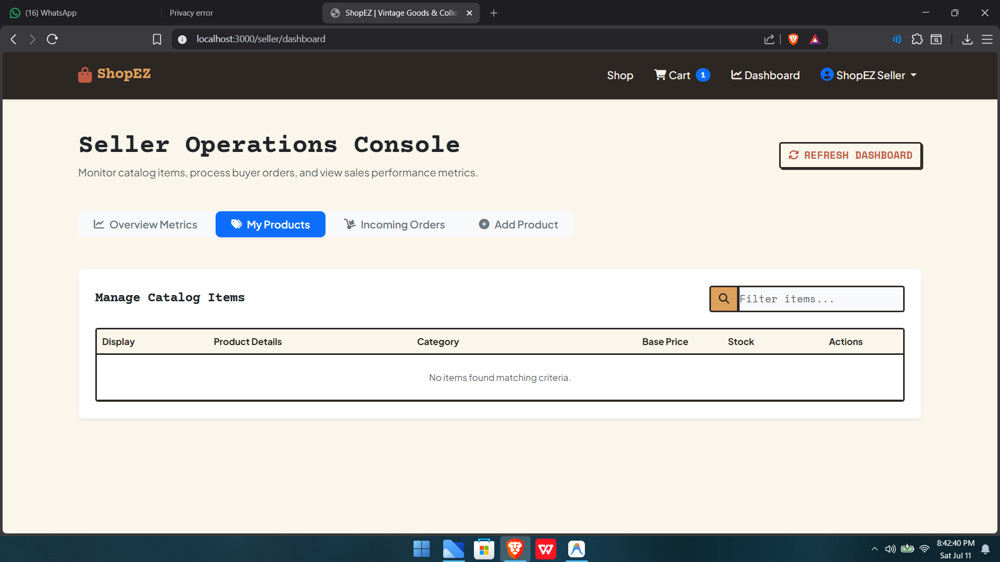 (16) WhatsApp
Privacy error
ShopEZ | Vintage Goods & Colle
localhost:3000/seller/dashboard
ShopEZ
Shop
Cart 1
Dashboard
ShopEZ Seller
Seller Operations Console
Monitor catalog items, process buyer orders, and view sales performance metrics.
REFRESH DASHBOARD
Overview Metrics
My Products
Incoming Orders
Add Product
Manage Catalog Items
Filter items...
Display Product Details Category Base Price Stock Actions
No items found matching criteria.
8:42:40 PM
Sat Jul 11